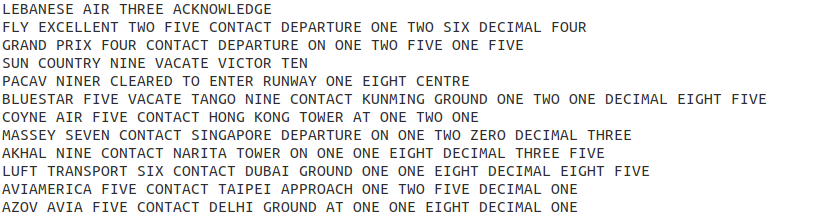 LEBANESE AIR THREE ACKNOWLEDGE
FLY EXCELLENT TWO FIVE CONTACT DEPARTURE ONE TWO SIX DECIMAL FOUR
GRAND PRIX FOUR CONTACT DEPARTURE ON ONE TWO FIVE ONE FIVE
SUN COUNTRY NINE VACATE VICTOR TEN
PACAV NINER CLEARED TO ENTER RUNWAY ONE EIGHT CENTRE
BLUESTAR FIVE VACATE TANGO NINE CONTACT KUNMING GROUND ONE TWO ONE DECIMAL EIGHT FIVE
COYNE AIR FIVE CONTACT HONG KONG TOWER AT ONE TWO ONE
MASSEY SEVEN CONTACT SINGAPORE DEPARTURE ON ONE TWO ZERO DECIMAL THREE
AKHAL NINE CONTACT NARITA TOWER ON ONE ONE EIGHT DECIMAL THREE FIVE
LUFT TRANSPORT SIX CONTACT DUBAI GROUND ONE ONE EIGHT DECIMAL EIGHT FIVE
AVIAMERICA FIVE CONTACT TAIPEI APPROACH ONE TWO FIVE DECIMAL ONE
AZOV AVIA FIVE CONTACT DELHI GROUND AT ONE ONE EIGHT DECIMAL ONE